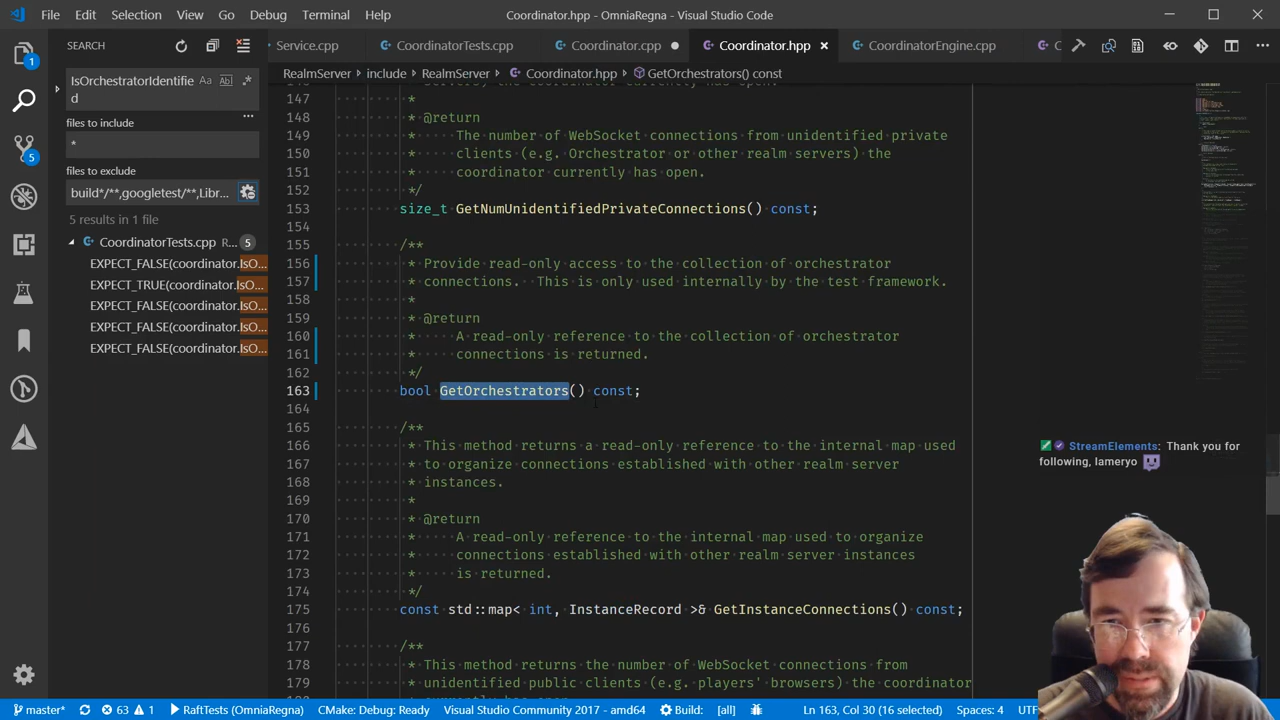 File Edit Selection View Go Debug Terminal Help
Coordinator.hpp - OmniaRegna - Visual Studio Code
SEARCH
Service.cpp CoordinatorTests.cpp Coordinator.cpp Coordinator.hpp CoordinatorEngine.cpp C
RealmServer include RealmServer Coordinator.hpp GetOrchestrators() const
1
5
IsOrchestratorIdentifie
d
Aa
files to include
*
files to exclude
build*/**,googletest/**,Libr...
5 results in 1 file
CoordinatorTests.cpp R... 5
EXPECT_FALSE(coordinator.IsO...
EXPECT_TRUE(coordinator.IsO...
EXPECT_FALSE(coordinator.IsO...
EXPECT_FALSE(coordinator.IsO...
EXPECT_FALSE(coordinator.IsO...
147 *
148 * @return
149 * The number of WebSocket connections from unidentified private
150 * clients (e.g. Orchestrator or other realm servers) the
151 * coordinator currently has open.
152 */
153 size_t GetNumUnidentifiedPrivateConnections() const;
154
155 /**
156 * Provide read-only access to the collection of orchestrator
157 * connections. This is only used internally by the test framework.
158 *
159 * @return
160 * A read-only reference to the collection of orchestrator
161 * connections is returned.
162 */
163 bool GetOrchestrators() const;
164
165 /**
166 * This method returns a read-only reference to the internal map used
167 * to organize connections established with other realm server
168 * instances.
169 *
170 * @return
171 * A read-only reference to the internal map used to organize
172 * connections established with other realm server instances
173 * is returned.
174 */
175 const std::map< int, InstanceRecord >& GetInstanceConnections() const;
176
177 /**
178 * This method returns the number of WebSocket connections from
179 * unidentified public clients (e.g. players' browsers) the coordinator
StreamElements: Thank you for
following, lameryo
master* 63 1 RaftTests (OmniaRegna) CMake: Debug: Ready Visual Studio Community 2017 - amd64 Build: [all] Ln 163, Col 30 (16 selected) Spaces: 4 UTF